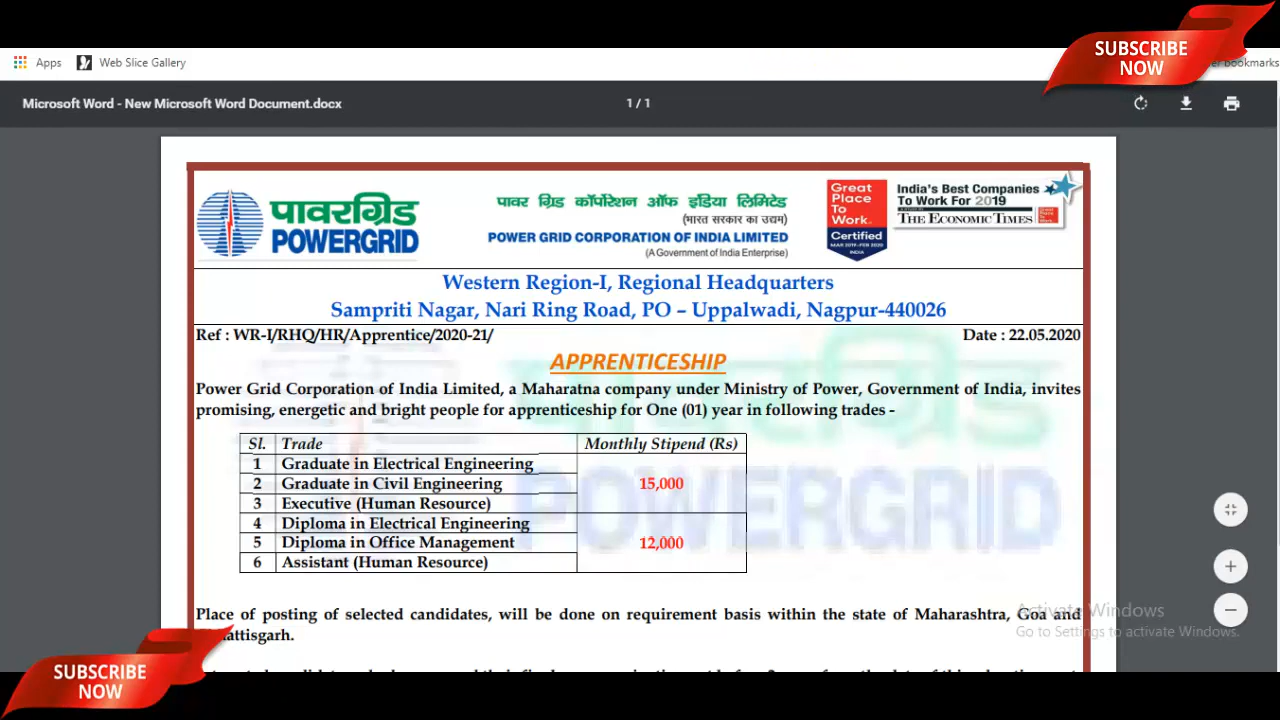 SUBSCRIBE
NOW
Apps Web Slice Gallery
bookmarks
Microsoft Word - New Microsoft Word Document.docx 1 / 1
पावरग्रिड
POWERGRID
पावर ग्रिड कॉर्पोरेशन ऑफ इंडिया लिमिटेड
(भारत सरकार का उद्यम)
POWER GRID CORPORATION OF INDIA LIMITED
(A Government of India Enterprise)
Great
Place
To
Work.
Certified
MAR 2019-FEB 2020
INDIA
India's Best Companies
To Work For 2019
THE ECONOMIC TIMES
Western Region-I, Regional Headquarters
Sampriti Nagar, Nari Ring Road, PO – Uppalwadi, Nagpur-440026
Ref : WR-I/RHQ/HR/Apprentice/2020-21/ Date : 22.05.2020
APPRENTICESHIP
Power Grid Corporation of India Limited, a Maharatna company under Ministry of Power, Government of India, invites
promising, energetic and bright people for apprenticeship for One (01) year in following trades -
Sl. Trade Monthly Stipend (Rs)
1 Graduate in Electrical Engineering
2 Graduate in Civil Engineering 15,000
3 Executive (Human Resource)
4 Diploma in Electrical Engineering
5 Diploma in Office Management 12,000
6 Assistant (Human Resource)
पावरग्रिड
POWERGRID
Place of posting of selected candidates, will be done on requirement basis within the state of Maharashtra, Goa and
Activate Windows
Go to Settings to activate Windows.
SUBSCRIBE
NOW